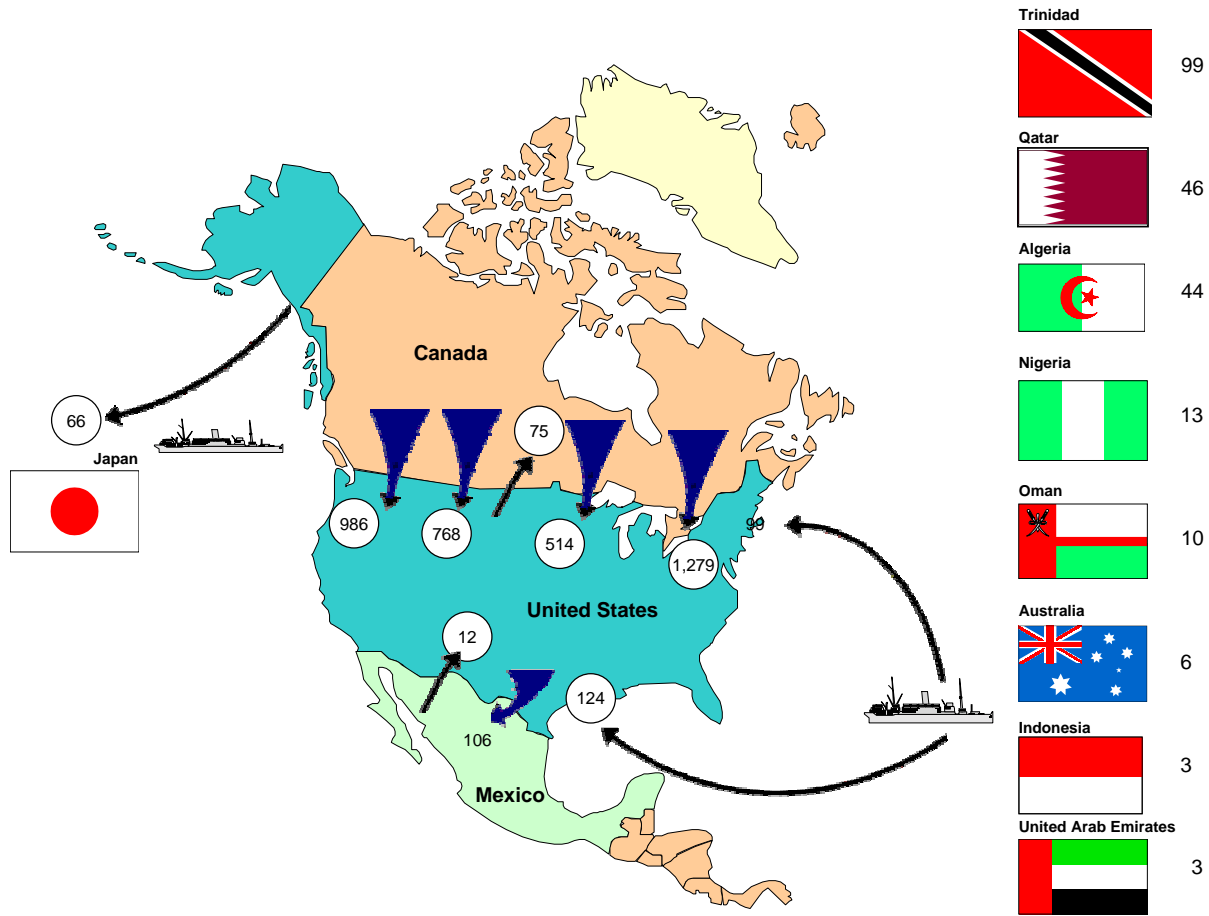 Trinidad
99
Qatar
46
Algeria
44
Canada
Nigeria
13
66
75
Japan
Oman
10
986
768
514
99
1,279
United States
Australia
6
12
124
Indonesia
3
106
Mexico
United Arab Emirates
3